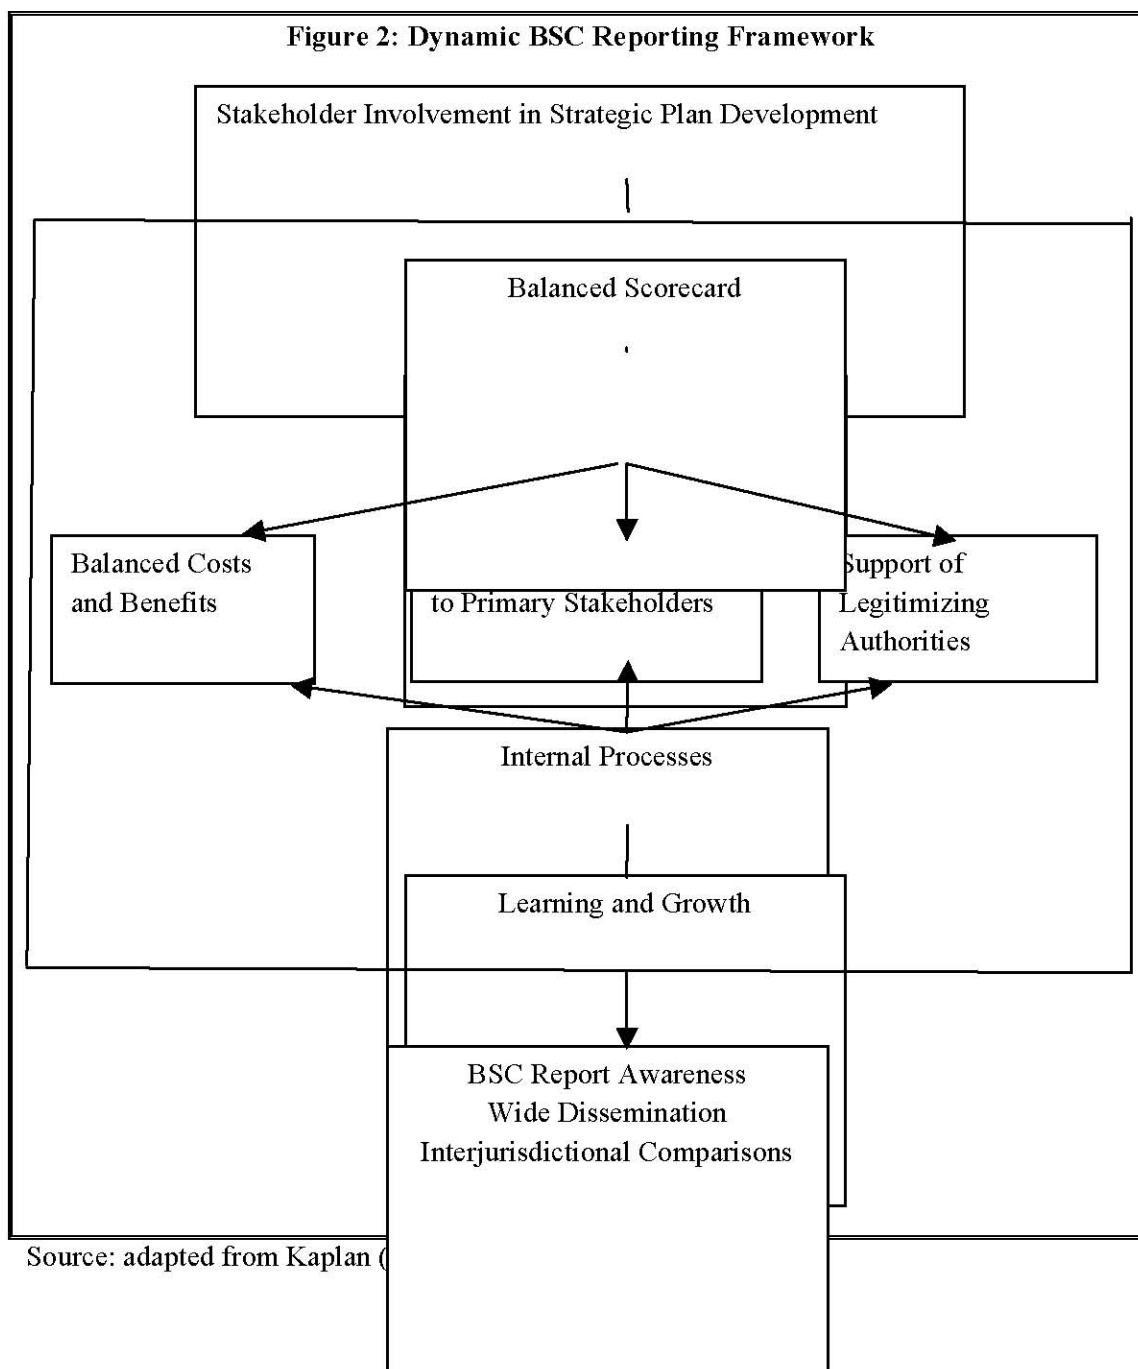 Figure 2: Dynamic BSC Reporting Framework
Stakeholder Involvement in Strategic Plan Development
Balanced Scorecard
Balanced Costs
and Benefits
to Primary Stakeholders
Support of
Legitimizing
Authorities
Internal Processes
Learning and Growth
BSC Report Awareness
Wide Dissemination
Interjurisdictional Comparisons
Source: adapted from Kaplan (